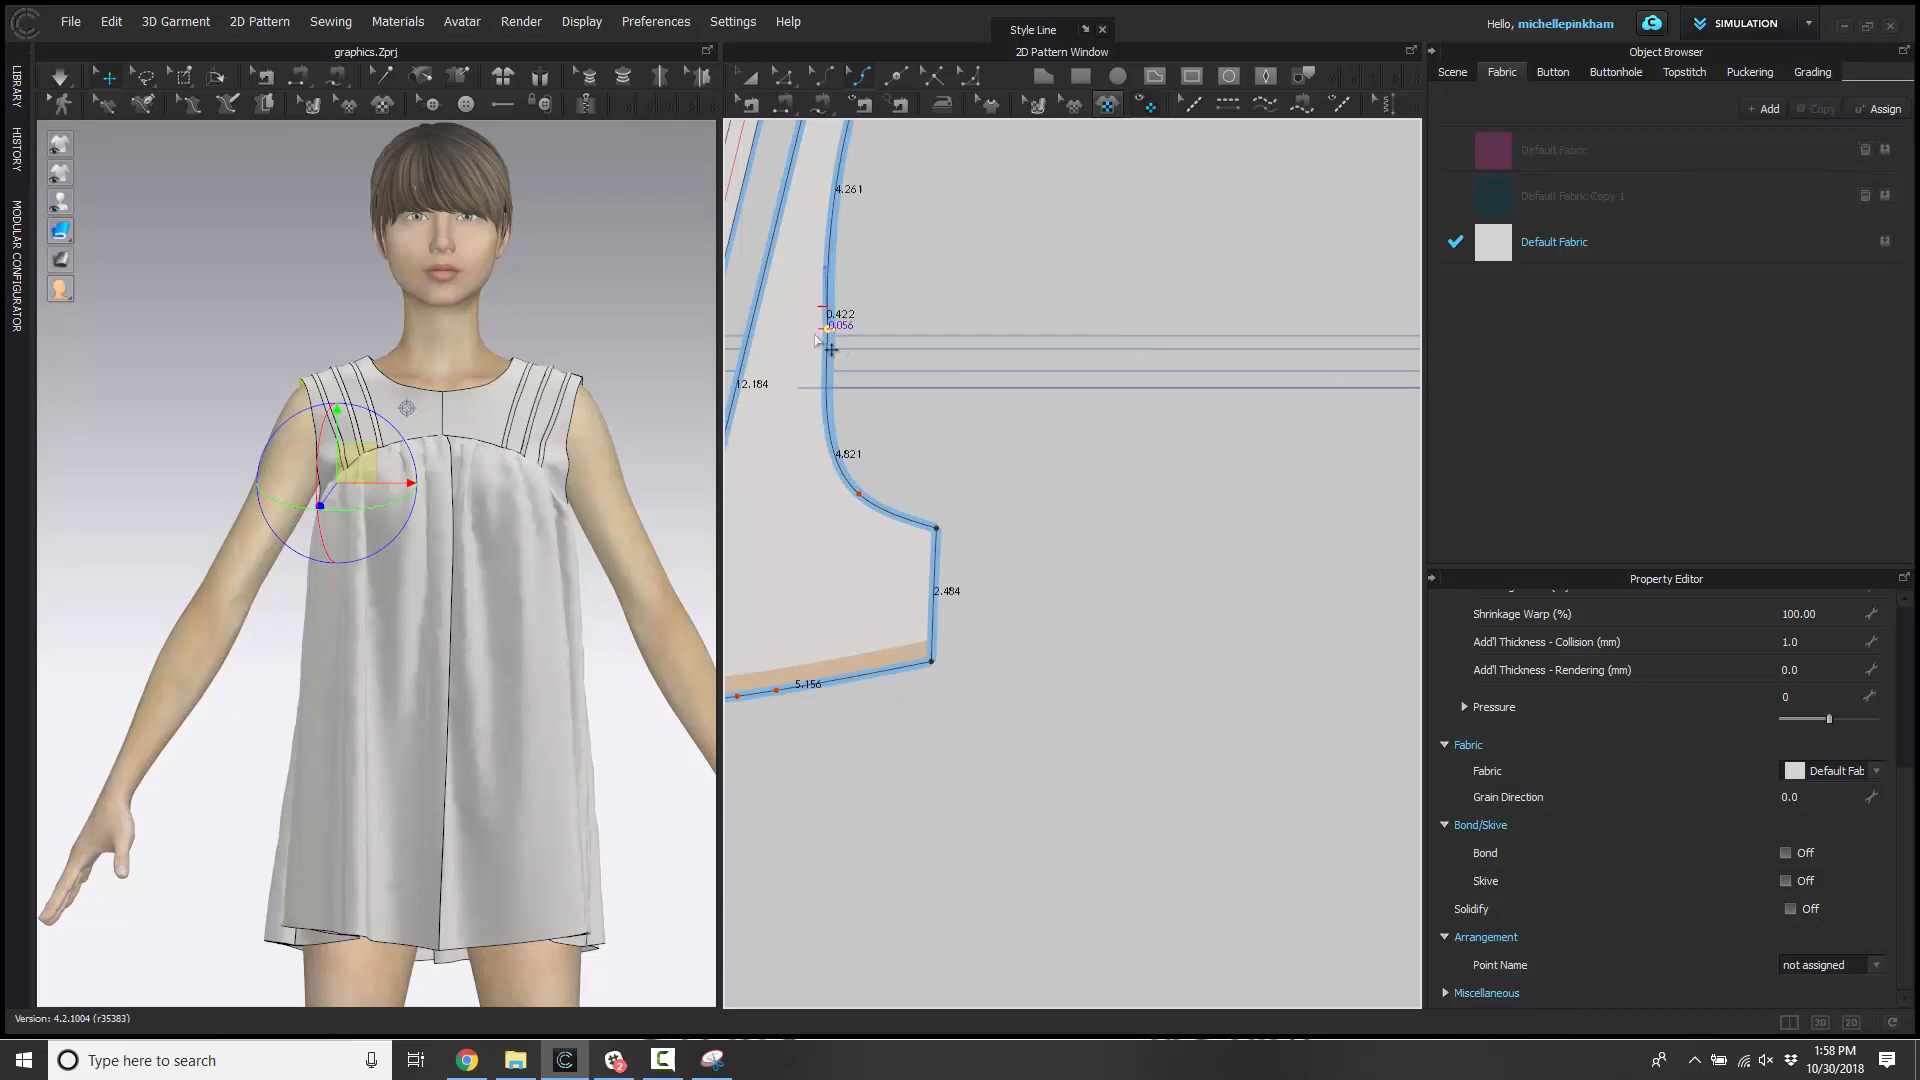 File Edit 3D Garment 2D Pattern Sewing Materials Avatar Render Display Preferences Settings Help
Style Line
Hello, michellepinkham
SIMULATION
graphics.Zprj
2D Pattern Window
Object Browser
LIBRARY
HISTORY
MODULAR CONFIGURATOR
Scene Fabric Button Buttonhole Topstitch Puckering Grading
+ Add Copy Assign
Default Fabric
Default Fabric Copy 1
Default Fabric
4.261
0.422
0.056
12.184
4.821
2.484
5.156
Property Editor
Shrinkage Warp (%) 100.00
Add'l Thickness - Collision (mm) 1.0
Add'l Thickness - Rendering (mm) 0.0
0
Pressure
Fabric
Fabric Default Fab
Grain Direction 0.0
Bond/Skive
Bond Off
Skive Off
Solidify Off
Arrangement
Point Name not assigned
Miscellaneous
Version: 4.2.1004 (r35383)
3D 2D
Type here to search
2
1:58 PM
10/30/2018